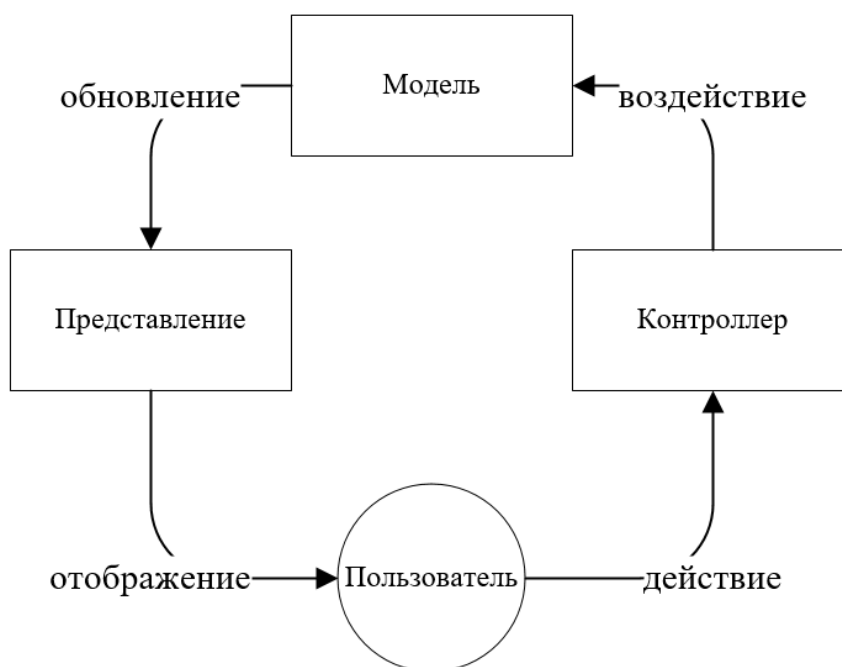 Модель
обновление
воздействие
Представление
Контроллер
отображение
Пользователь
действие